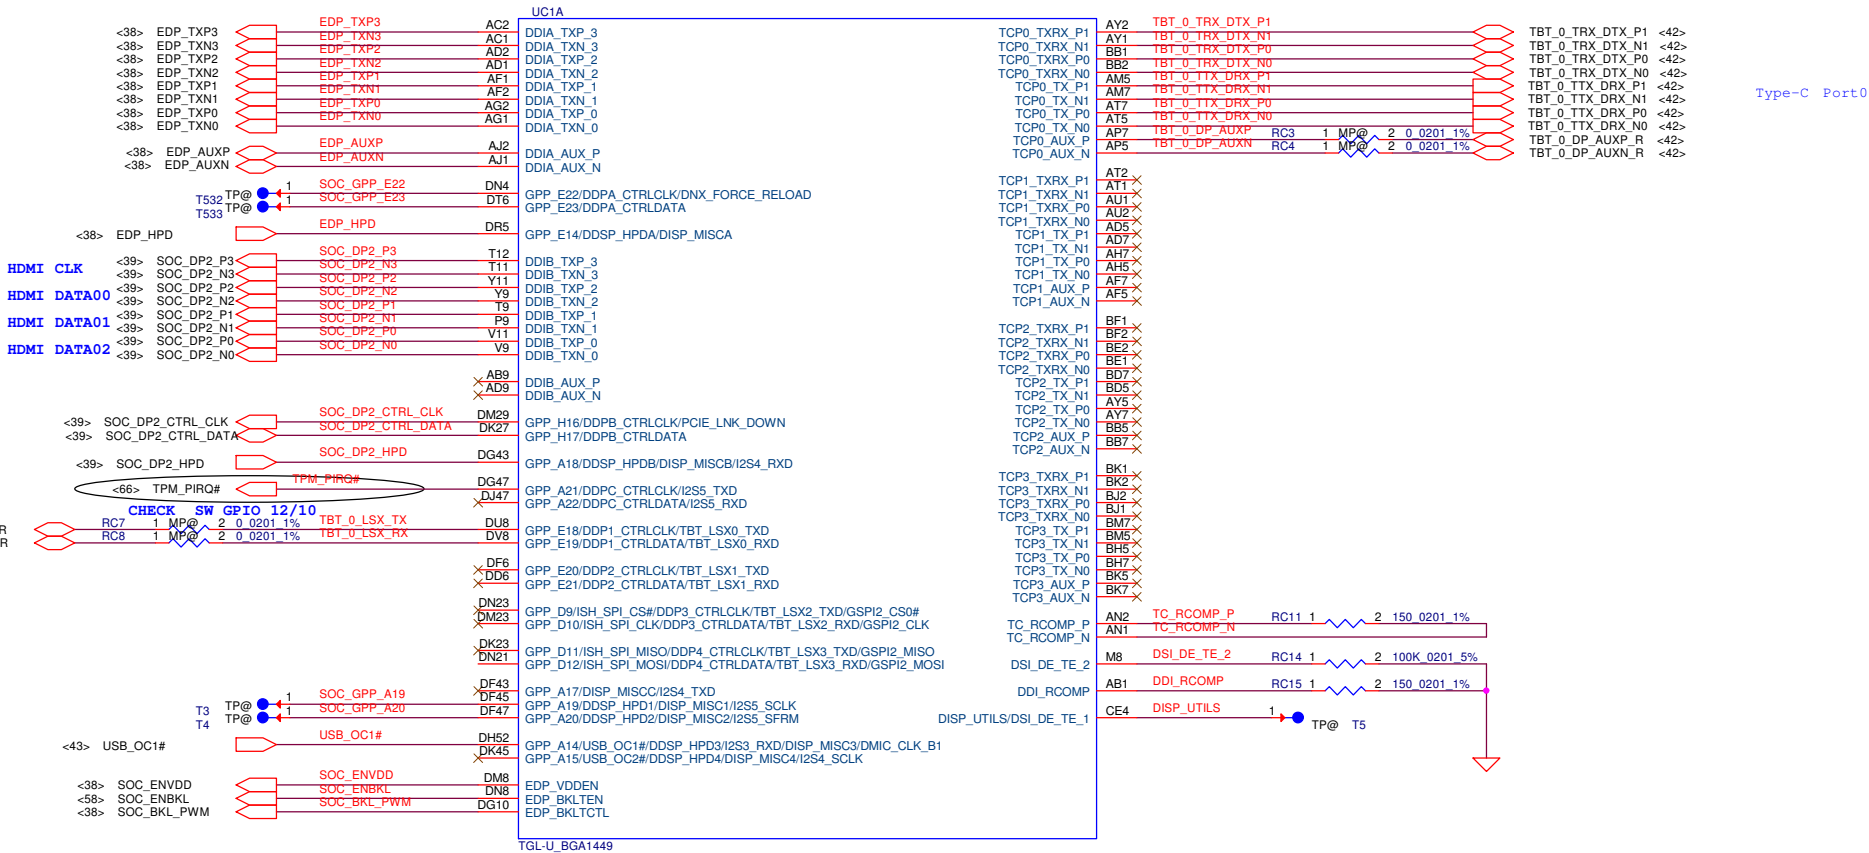 UC1A
<38> EDP_TXP3 EDP_TXP3 AC2 DDIA_TXP_3
<38> EDP_TXN3 EDP_TXN3 AC1 DDIA_TXN_3
<38> EDP_TXP2 EDP_TXP2 AD2 DDIA_TXP_2
<38> EDP_TXN2 EDP_TXN2 AD1 DDIA_TXN_2
<38> EDP_TXP1 EDP_TXP1 AF1 DDIA_TXP_1
<38> EDP_TXN1 EDP_TXN1 AF2 DDIA_TXN_1
<38> EDP_TXP0 EDP_TXP0 AG2 DDIA_TXP_0
<38> EDP_TXN0 EDP_TXN0 AG1 DDIA_TXN_0
<38> EDP_AUXP EDP_AUXP AJ2 DDIA_AUX_P
<38> EDP_AUXN EDP_AUXN AJ1 DDIA_AUX_N
T532 TP@ 1 SOC_GPP_E22 DN4 GPP_E22/DDPA_CTRLCLK/DNX_FORCE_RELOAD
T533 TP@ 1 SOC_GPP_E23 DT6 GPP_E23/DDPA_CTRLDATA
<38> EDP_HPD EDP_HPD DR5 GPP_E14/DDSP_HPDA/DISP_MISCA
HDMI CLK
<39> SOC_DP2_P3 SOC_DP2_P3 T12 DDIB_TXP_3
<39> SOC_DP2_N3 SOC_DP2_N3 T11 DDIB_TXN_3
HDMI DATA00
<39> SOC_DP2_P2 SOC_DP2_P2 Y11 DDIB_TXP_2
<39> SOC_DP2_N2 SOC_DP2_N2 Y9 DDIB_TXN_2
HDMI DATA01
<39> SOC_DP2_P1 SOC_DP2_P1 T9 DDIB_TXP_1
<39> SOC_DP2_N1 SOC_DP2_N1 P9 DDIB_TXN_1
HDMI DATA02
<39> SOC_DP2_P0 SOC_DP2_P0 V11 DDIB_TXP_0
<39> SOC_DP2_N0 SOC_DP2_N0 V9 DDIB_TXN_0
AB9 DDIB_AUX_P
AD9 DDIB_AUX_N
<39> SOC_DP2_CTRL_CLK SOC_DP2_CTRL_CLK DM29 GPP_H16/DDPB_CTRLCLK/PCIE_LNK_DOWN
<39> SOC_DP2_CTRL_DATA SOC_DP2_CTRL_DATA DK27 GPP_H17/DDPB_CTRLDATA
<39> SOC_DP2_HPD SOC_DP2_HPD DG43 GPP_A18/DDSP_HPDB/DISP_MISCB/I2S4_RXD
<66> TPM_PIRQ# TPM_PIRQ# DG47 GPP_A21/DDPC_CTRLCLK/I2S5_TXD
DJ47 GPP_A22/DDPC_CTRLDATA/I2S5_RXD
CHECK SW GPIO 12/10
R RC7 1 MP@ 2 0_0201_1% TBT_0_LSX_TX DU8 GPP_E18/DDP1_CTRLCLK/TBT_LSX0_TXD
R RC8 1 MP@ 2 0_0201_1% TBT_0_LSX_RX DV8 GPP_E19/DDP1_CTRLDATA/TBT_LSX0_RXD
DF6 GPP_E20/DDP2_CTRLCLK/TBT_LSX1_TXD
DD6 GPP_E21/DDP2_CTRLDATA/TBT_LSX1_RXD
DN23 GPP_D9/ISH_SPI_CS#/DDP3_CTRLCLK/TBT_LSX2_TXD/GSPI2_CS0#
DM23 GPP_D10/ISH_SPI_CLK/DDP3_CTRLDATA/TBT_LSX2_RXD/GSPI2_CLK
DK23 GPP_D11/ISH_SPI_MISO/DDP4_CTRLCLK/TBT_LSX3_TXD/GSPI2_MISO
DN21 GPP_D12/ISH_SPI_MOSI/DDP4_CTRLDATA/TBT_LSX3_RXD/GSPI2_MOSI
DF43 GPP_A17/DISP_MISCC/I2S4_TXD
T3 TP@ 1 SOC_GPP_A19 DF45 GPP_A19/DDSP_HPD1/DISP_MISC1/I2S5_SCLK
T4 TP@ 1 SOC_GPP_A20 DF47 GPP_A20/DDSP_HPD2/DISP_MISC2/I2S5_SFRM
<43> USB_OC1# USB_OC1# DH52 GPP_A14/USB_OC1#/DDSP_HPD3/I2S3_RXD/DISP_MISC3/DMIC_CLK_B1
DK45 GPP_A15/USB_OC2#/DDSP_HPD4/DISP_MISC4/I2S4_SCLK
<38> SOC_ENVDD SOC_ENVDD DM8 EDP_VDDEN
<58> SOC_ENBKL SOC_ENBKL DN8 EDP_BKLTEN
<38> SOC_BKL_PWM SOC_BKL_PWM DG10 EDP_BKLTCTL
TCP0_TXRX_P1 AY2 TBT_0_TRX_DTX_P1 TBT_0_TRX_DTX_P1 <42>
TCP0_TXRX_N1 AY1 TBT_0_TRX_DTX_N1 TBT_0_TRX_DTX_N1 <42>
TCP0_TXRX_P0 BB1 TBT_0_TRX_DTX_P0 TBT_0_TRX_DTX_P0 <42>
TCP0_TXRX_N0 BB2 TBT_0_TRX_DTX_N0 TBT_0_TRX_DTX_N0 <42>
TCP0_TX_P1 AM5 TBT_0_TTX_DRX_P1 TBT_0_TTX_DRX_P1 <42>
Type-C Port0
TCP0_TX_N1 AM7 TBT_0_TTX_DRX_N1 TBT_0_TTX_DRX_N1 <42>
TCP0_TX_P0 AT7 TBT_0_TTX_DRX_P0 TBT_0_TTX_DRX_P0 <42>
TCP0_TX_N0 AT5 TBT_0_TTX_DRX_N0 TBT_0_TTX_DRX_N0 <42>
TCP0_AUX_P AP7 TBT_0_DP_AUXP RC3 1 MP@ 2 0_0201_1% TBT_0_DP_AUXP_R <42>
TCP0_AUX_N AP5 TBT_0_DP_AUXN RC4 1 MP@ 2 0_0201_1% TBT_0_DP_AUXN_R <42>
TCP1_TXRX_P1 AT2
TCP1_TXRX_N1 AT1
TCP1_TXRX_P0 AU1
TCP1_TXRX_N0 AU2
TCP1_TX_P1 AD5
TCP1_TX_N1 AD7
TCP1_TX_P0 AH7
TCP1_TX_N0 AH5
TCP1_AUX_P AF7
TCP1_AUX_N AF5
TCP2_TXRX_P1 BF1
TCP2_TXRX_N1 BF2
TCP2_TXRX_P0 BE2
TCP2_TXRX_N0 BE1
TCP2_TX_P1 BD7
TCP2_TX_N1 BD5
TCP2_TX_P0 AY5
TCP2_TX_N0 AY7
TCP2_AUX_P BB5
TCP2_AUX_N BB7
TCP3_TXRX_P1 BK1
TCP3_TXRX_N1 BK2
TCP3_TXRX_P0 BJ2
TCP3_TXRX_N0 BJ1
TCP3_TX_P1 BM7
TCP3_TX_N1 BM5
TCP3_TX_P0 BH5
TCP3_TX_N0 BH7
TCP3_AUX_P BK5
TCP3_AUX_N BK7
TC_RCOMP_P AN2 TC_RCOMP_P RC11 1 2 150_0201_1%
TC_RCOMP_N AN1 TC_RCOMP_N
DSI_DE_TE_2 M8 DSI_DE_TE_2 RC14 1 2 100K_0201_5%
DDI_RCOMP AB1 DDI_RCOMP RC15 1 2 150_0201_1%
DISP_UTILS/DSI_DE_TE_1 CE4 DISP_UTILS 1 TP@ T5
TGL-U_BGA1449